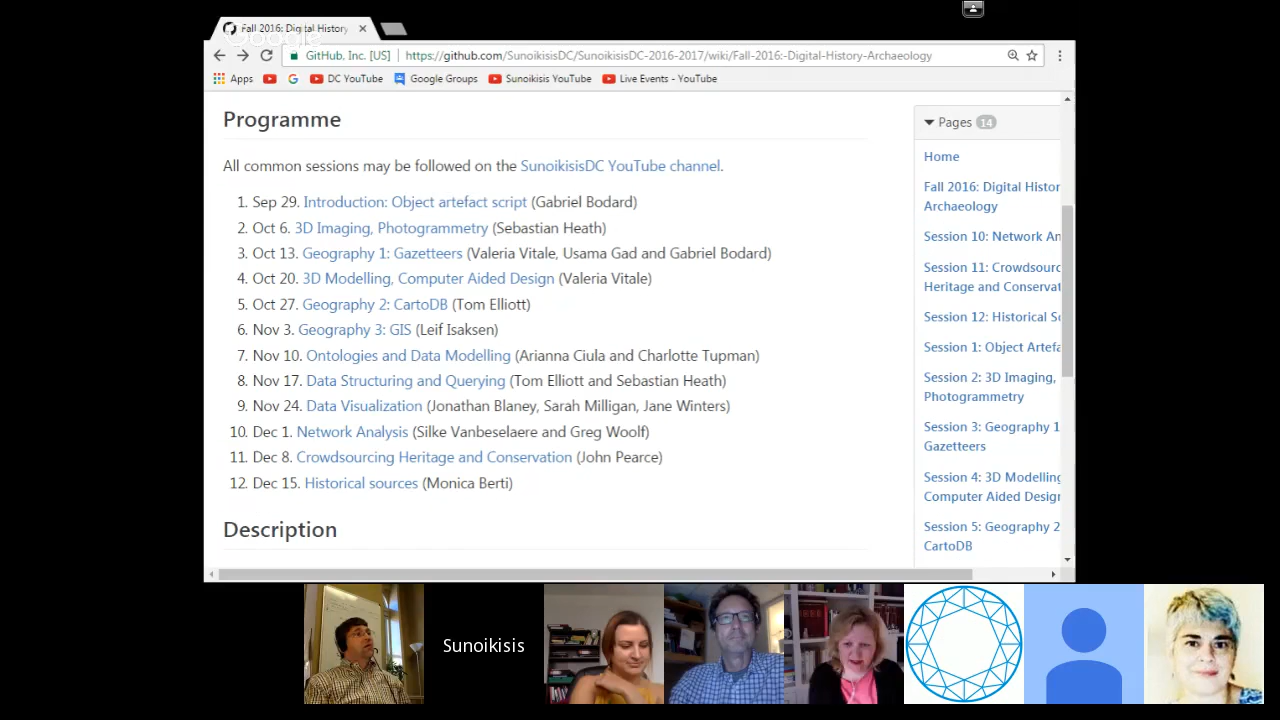 Fall 2016: Digital History
Google
GitHub, Inc. [US] https://github.com/SunoikisisDC/SunoikisisDC-2016-2017/wiki/Fall-2016:-Digital-History-Archaeology
Apps DC YouTube Google Groups Sunoikisis YouTube Live Events - YouTube
Programme
All common sessions may be followed on the SunoikisisDC YouTube channel.
1. Sep 29. Introduction: Object artefact script (Gabriel Bodard)
2. Oct 6. 3D Imaging, Photogrammetry (Sebastian Heath)
3. Oct 13. Geography 1: Gazetteers (Valeria Vitale, Usama Gad and Gabriel Bodard)
4. Oct 20. 3D Modelling, Computer Aided Design (Valeria Vitale)
5. Oct 27. Geography 2: CartoDB (Tom Elliott)
6. Nov 3. Geography 3: GIS (Leif Isaksen)
7. Nov 10. Ontologies and Data Modelling (Arianna Ciula and Charlotte Tupman)
8. Nov 17. Data Structuring and Querying (Tom Elliott and Sebastian Heath)
9. Nov 24. Data Visualization (Jonathan Blaney, Sarah Milligan, Jane Winters)
10. Dec 1. Network Analysis (Silke Vanbeselaere and Greg Woolf)
11. Dec 8. Crowdsourcing Heritage and Conservation (John Pearce)
12. Dec 15. Historical sources (Monica Berti)
Description
Pages 14
Home
Fall 2016: Digital Histor
Archaeology
Session 10: Network An
Session 11: Crowdsourc
Heritage and Conservat
Session 12: Historical So
Session 1: Object Artefa
Session 2: 3D Imaging,
Photogrammetry
Session 3: Geography 1
Gazetteers
Session 4: 3D Modelling
Computer Aided Design
Session 5: Geography 2
CartoDB
Sunoikisis